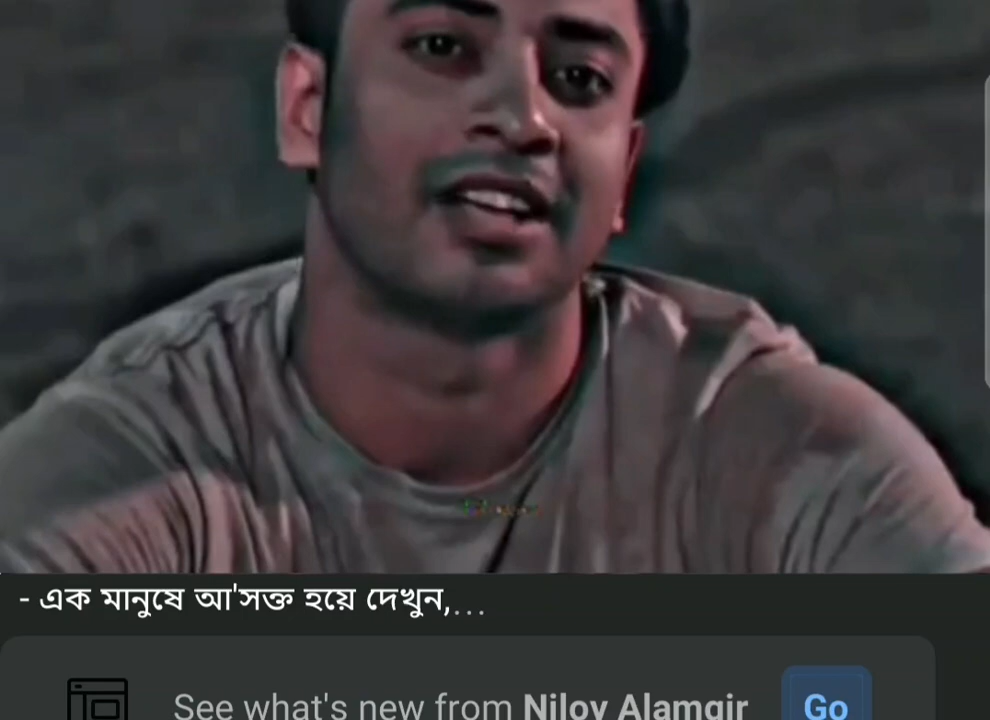 - এক মানুষে আ'সক্ত হয়ে দেখুন,...
See what's new from Niloy Alamgir
Go